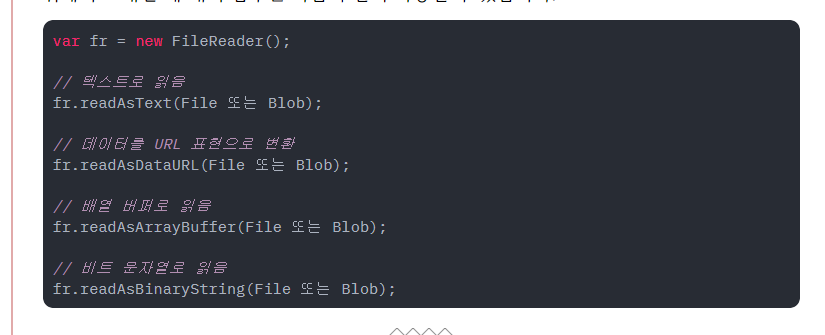 var fr = new FileReader();
// 텍스트로 읽음
fr.readAsText(File 또는 Blob);
// 데이터를 URL 표현으로 변환
fr.readAsDataURL(File 또는 Blob);
// 배열 버퍼로 읽음
fr.readAsArrayBuffer(File 또는 Blob);
// 비트 문자열로 읽음
fr.readAsBinaryString(File 또는 Blob);